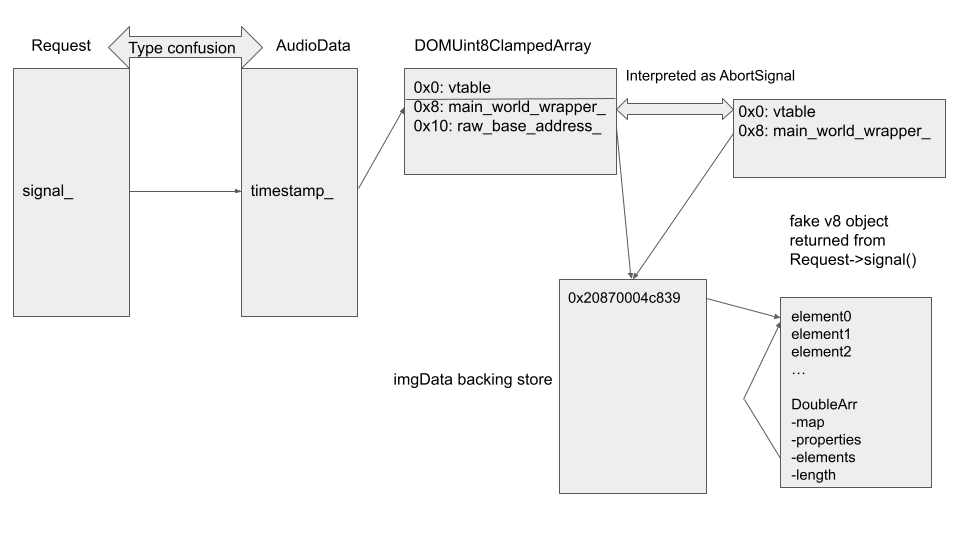 Request
Type confusion
AudioData
DOMUint8ClampedArray
signal_
timestamp_
0x0: vtable
0x8: main_world_wrapper_
0x10: raw_base_address_
Interpreted as AbortSignal
0x0: vtable
0x8: main_world_wrapper_
fake v8 object
returned from
Request->signal()
imgData backing store
0x20870004c839
element0
element1
element2
…
DoubleArr
-map
-properties
-elements
-length